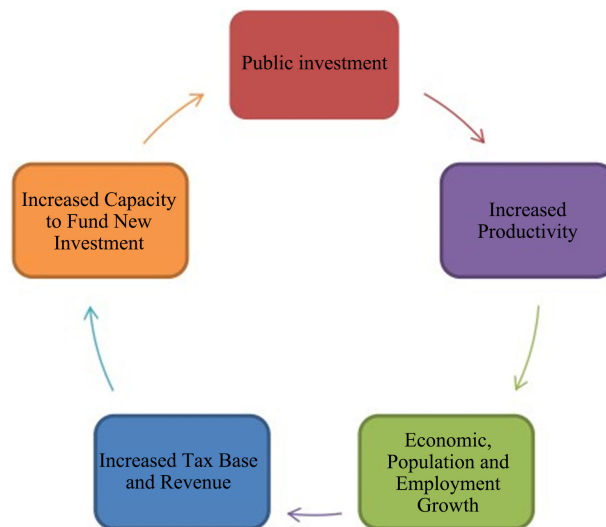 Public investment
Increased
Productivity
Economic,
Population and
Employment
Growth
Increased Tax Base
and Revenue
Increased Capacity
to Fund New
Investment